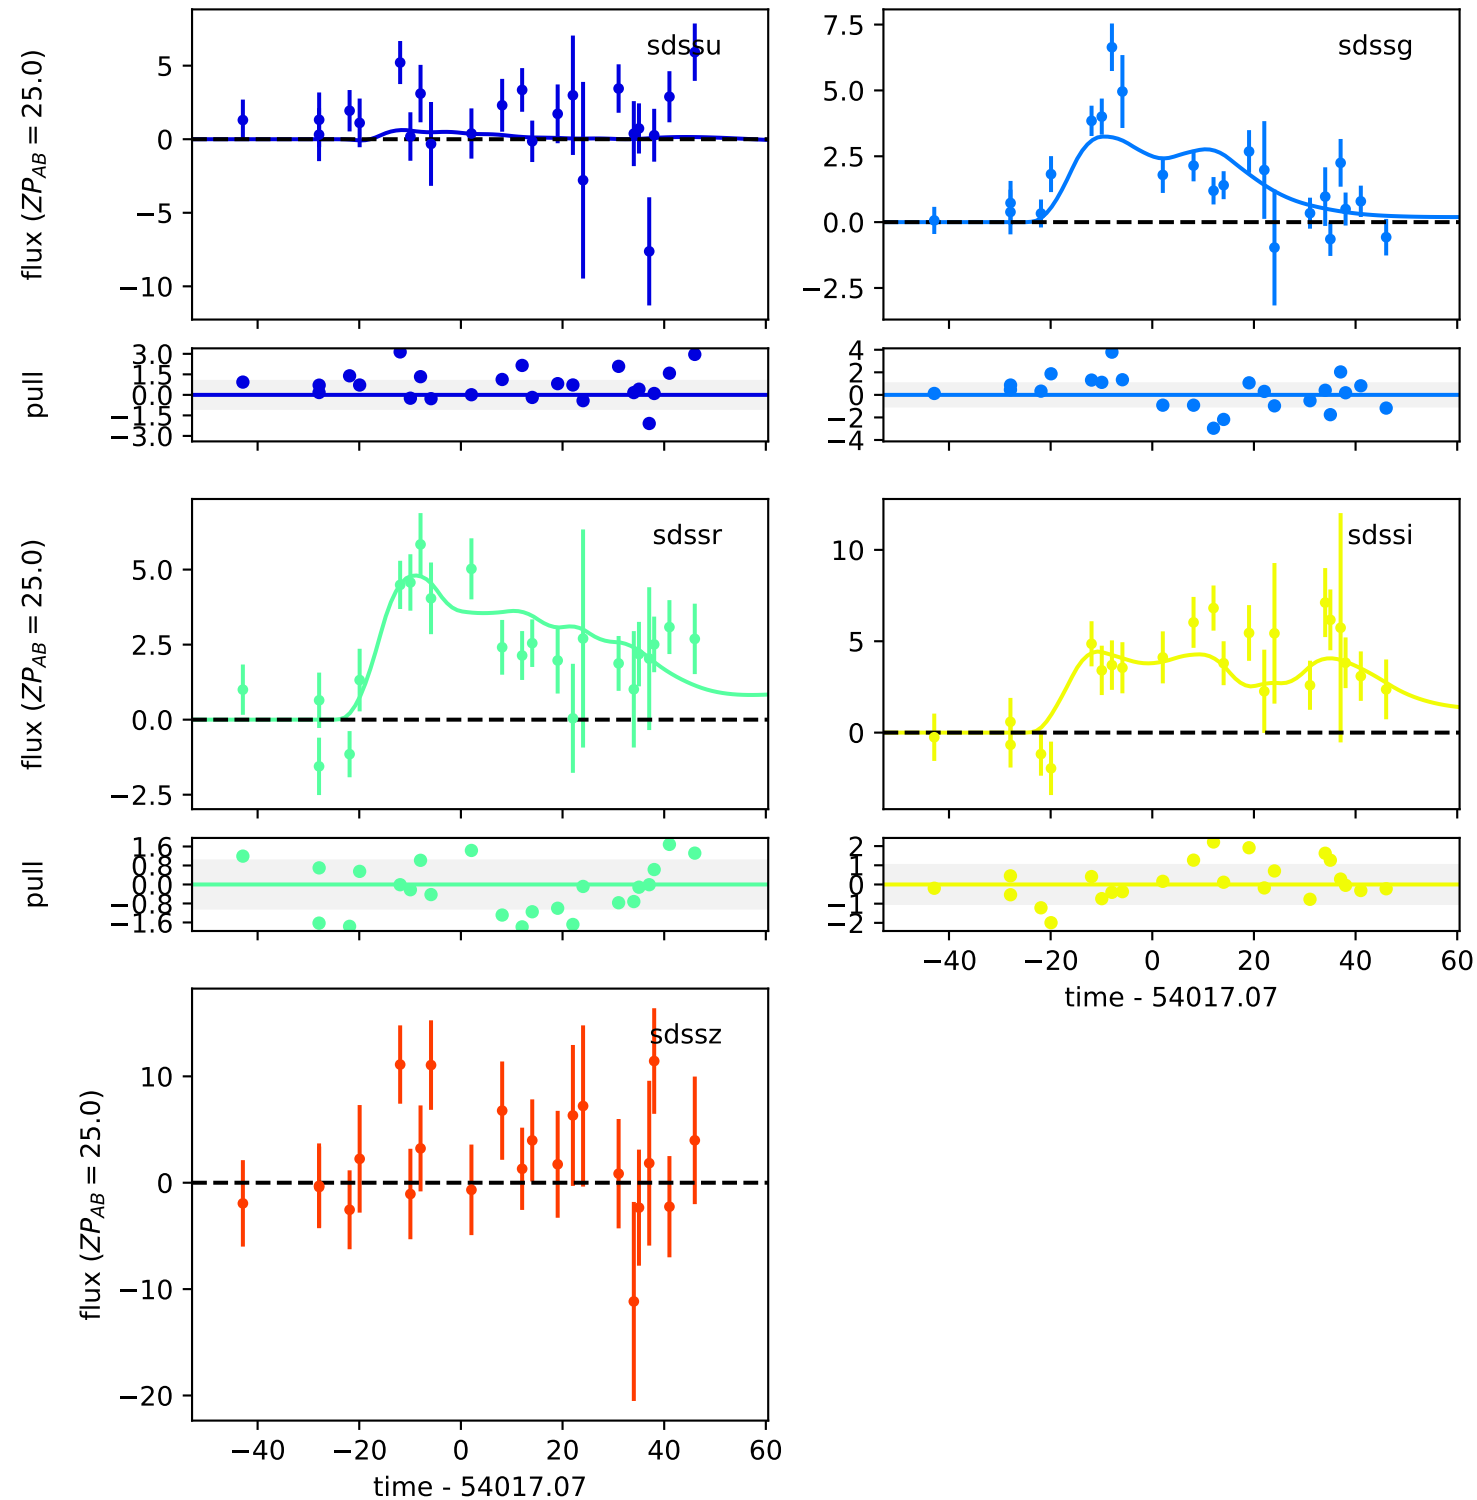 sdssu
flux (ZP_AB = 25.0)
5
0
−5
−10
sdssg
7.5
5.0
2.5
0.0
−2.5
pull
3.0
1.5
0.0
−1.5
−3.0
4
2
0
−2
−4
sdssr
flux (ZP_AB = 25.0)
5.0
2.5
0.0
−2.5
sdssi
10
5
0
pull
1.6
0.8
0.0
−0.8
−1.6
2
1
0
−1
−2
−40 −20 0 20 40 60
time - 54017.07
sdssz
flux (ZP_AB = 25.0)
10
0
−10
−20
−40 −20 0 20 40 60
time - 54017.07